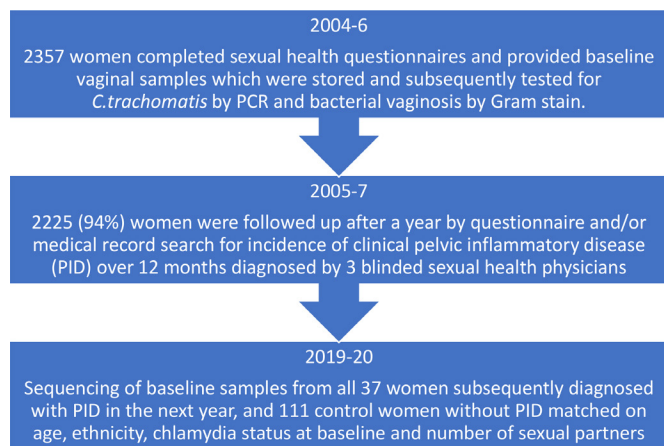 2004-6
2357 women completed sexual health questionnaires and provided baseline
vaginal samples which were stored and subsequently tested for
C.trachomatis by PCR and bacterial vaginosis by Gram stain.
2005-7
2225 (94%) women were followed up after a year by questionnaire and/or
medical record search for incidence of clinical pelvic inflammatory disease
(PID) over 12 months diagnosed by 3 blinded sexual health physicians
2019-20
Sequencing of baseline samples from all 37 women subsequently diagnosed
with PID in the next year, and 111 control women without PID matched on
age, ethnicity, chlamydia status at baseline and number of sexual partners